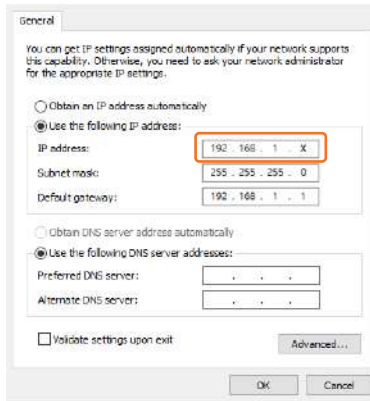 General
You can get IP settings assigned automatically if your network supports
this capability. Otherwise, you need to ask your network administrator
for the appropriate IP settings.
Obtain an IP address automatically
Use the following IP address:
IP address: 192 . 168 . 1 . X
Subnet mask: 255 . 255 . 255 . 0
Default gateway: 192 . 168 . 1 . 1
Obtain DNS server address automatically
Use the following DNS server addresses:
Preferred DNS server: . . .
Alternate DNS server: . . .
Validate settings upon exit
Advanced...
OK Cancel